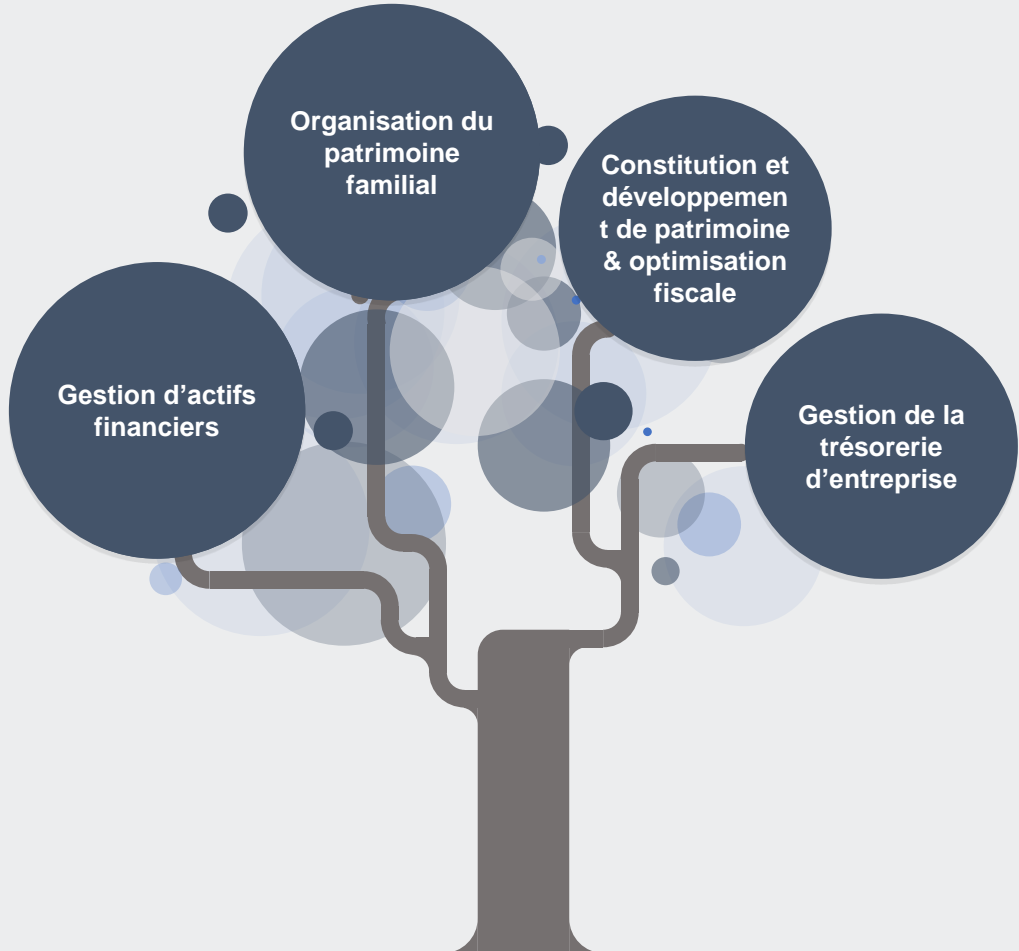 Organisation du
patrimoine
familial
Constitution et
développemen
t de patrimoine
& optimisation
fiscale
Gestion d’actifs
financiers
Gestion de la
trésorerie
d’entreprise